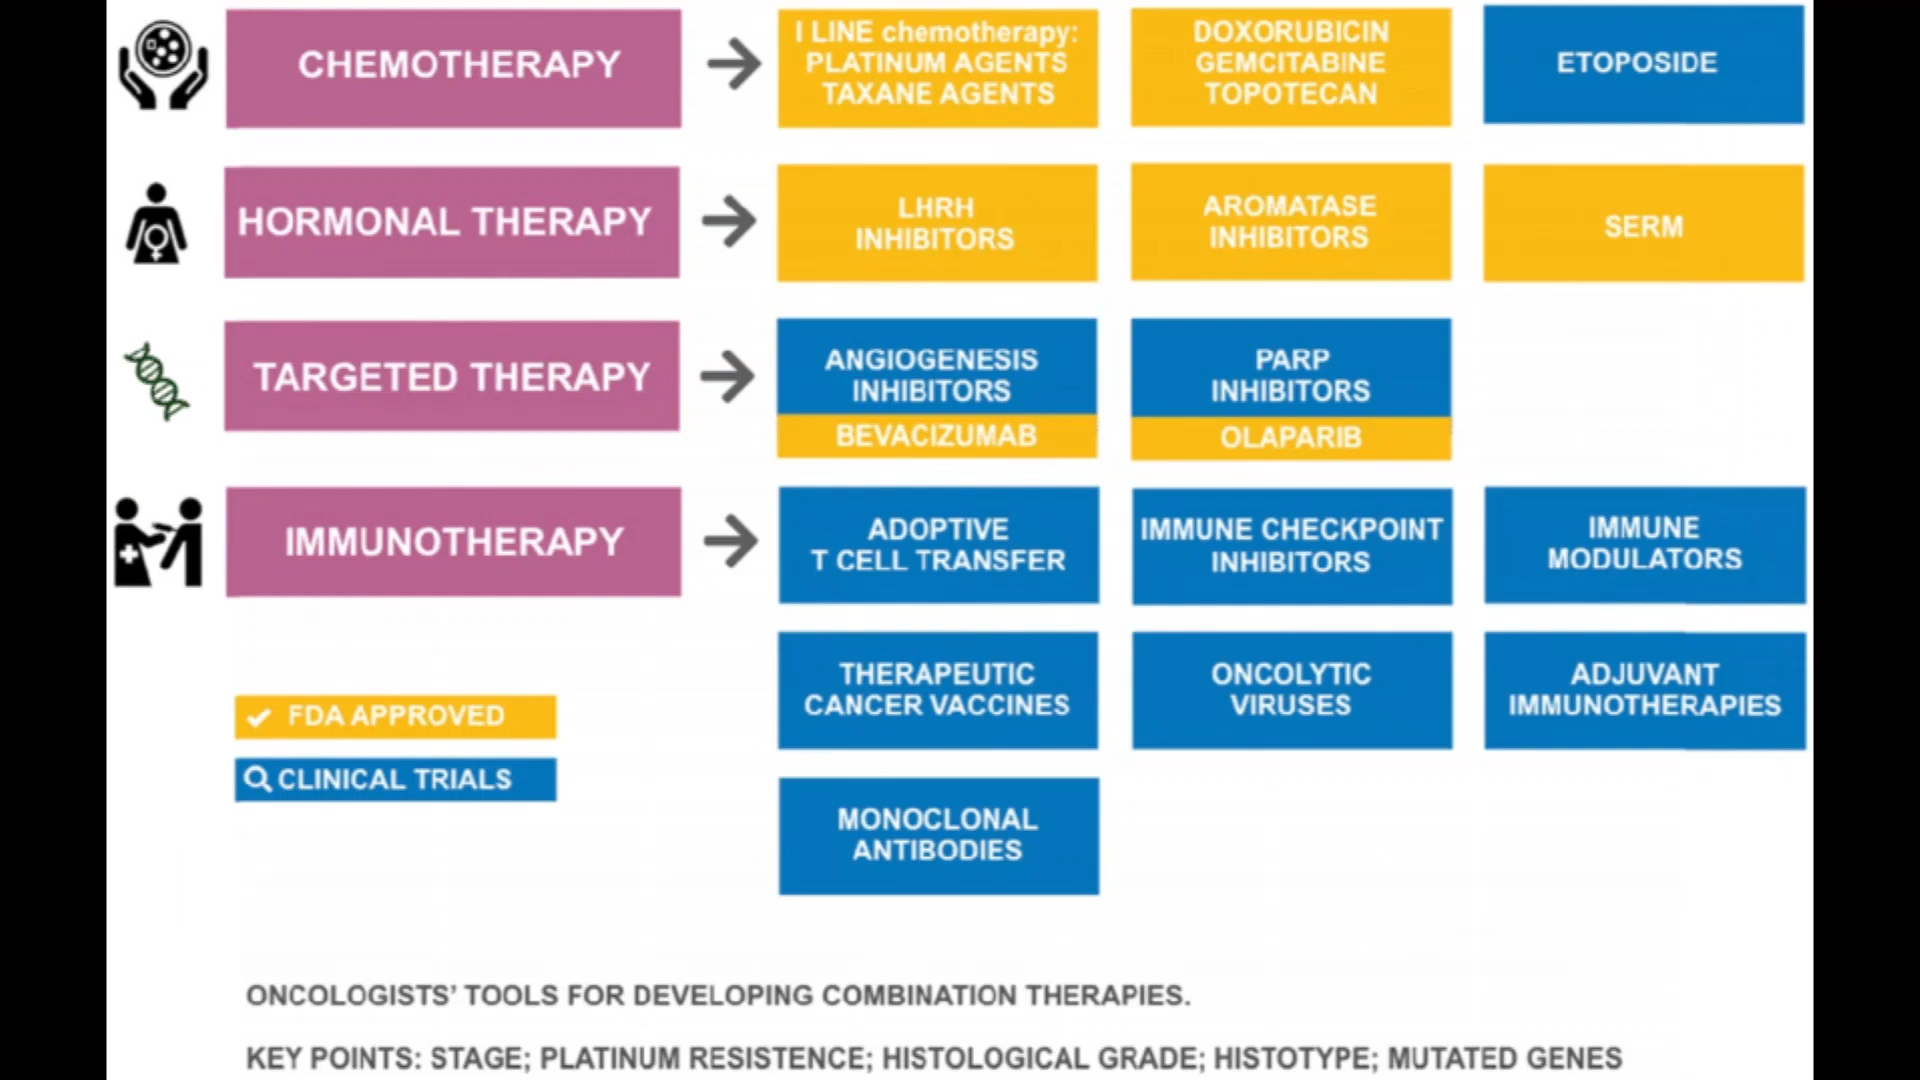 CHEMOTHERAPY
I LINE chemotherapy:
PLATINUM AGENTS
TAXANE AGENTS
DOXORUBICIN
GEMCITABINE
TOPOTECAN
ETOPOSIDE
HORMONAL THERAPY
LHRH
INHIBITORS
AROMATASE
INHIBITORS
SERM
TARGETED THERAPY
ANGIOGENESIS
INHIBITORS
BEVACIZUMAB
PARP
INHIBITORS
OLAPARIB
IMMUNOTHERAPY
ADOPTIVE
T CELL TRANSFER
IMMUNE CHECKPOINT
INHIBITORS
IMMUNE
MODULATORS
THERAPEUTIC
CANCER VACCINES
ONCOLYTIC
VIRUSES
ADJUVANT
IMMUNOTHERAPIES
MONOCLONAL
ANTIBODIES
FDA APPROVED
CLINICAL TRIALS
ONCOLOGISTS’ TOOLS FOR DEVELOPING COMBINATION THERAPIES.
KEY POINTS: STAGE; PLATINUM RESISTENCE; HISTOLOGICAL GRADE; HISTOTYPE; MUTATED GENES